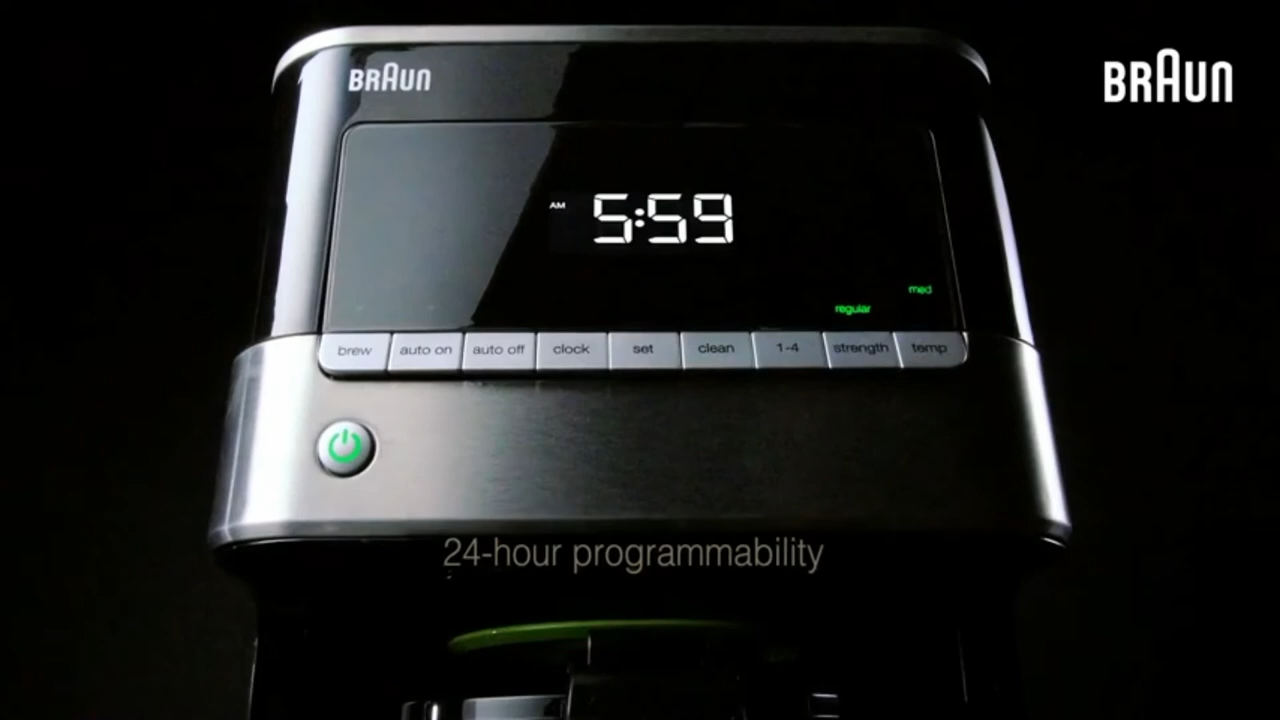 BRAUN
BRAUN
AM 5:59
med
regular
brew auto on auto off clock set clean 1-4 strength temp
24-hour programmability